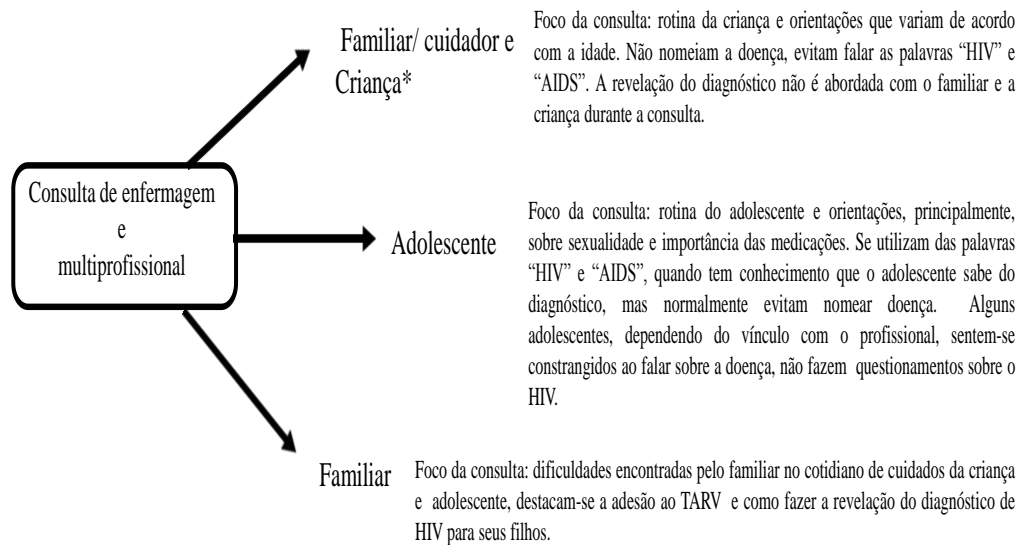 Familiar/ cuidador e
Criança*
Foco da consulta: rotina da criança e orientações que variam de acordo
com a idade. Não nomeiam a doença, evitam falar as palavras “HIV” e
“AIDS”. A revelação do diagnóstico não é abordada com o familiar e a
criança durante a consulta.
Consulta de enfermagem
e
multiprofissional
Adolescente
Foco da consulta: rotina do adolescente e orientações, principalmente,
sobre sexualidade e importância das medicações. Se utilizam das palavras
“HIV” e “AIDS”, quando tem conhecimento que o adolescente sabe do
diagnóstico, mas normalmente evitam nomear doença. Alguns
adolescentes, dependendo do vínculo com o profissional, sentem-se
constrangidos ao falar sobre a doença, não fazem questionamentos sobre o
HIV.
Familiar
Foco da consulta: dificuldades encontradas pelo familiar no cotidiano de cuidados da criança
e adolescente, destacam-se a adesão ao TARV e como fazer a revelação do diagnóstico de
HIV para seus filhos.